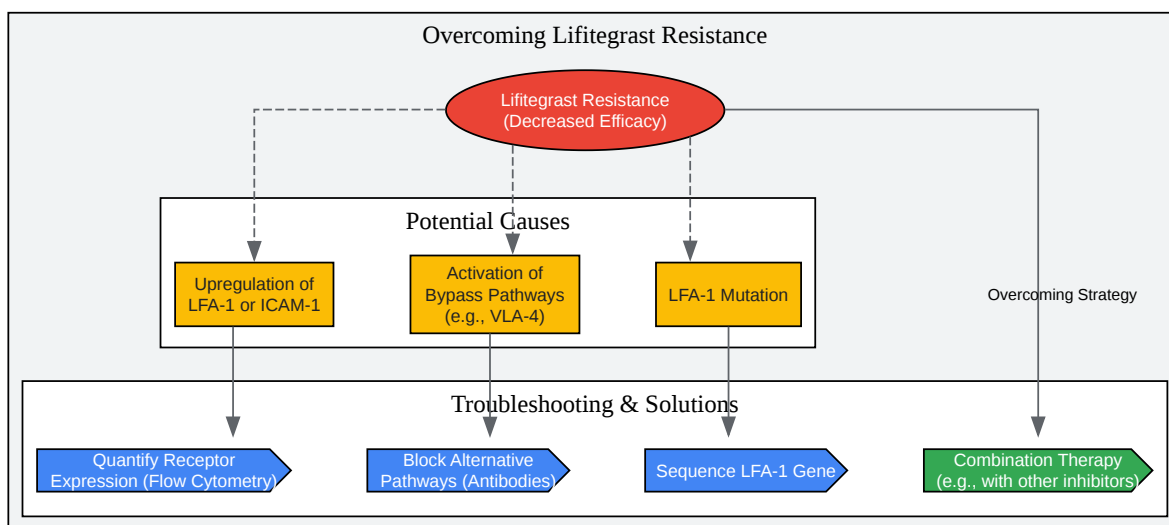 Overcoming Lifitegrast Resistance
Lifitegrast Resistance
(Decreased Efficacy)
Potential Causes
Upregulation of
LFA-1 or ICAM-1
Activation of
Bypass Pathways
(e.g., VLA-4)
LFA-1 Mutation
Overcoming Strategy
Troubleshooting & Solutions
Quantify Receptor
Expression (Flow Cytometry)
Block Alternative
Pathways (Antibodies)
Sequence LFA-1 Gene
Combination Therapy
(e.g., with other inhibitors)